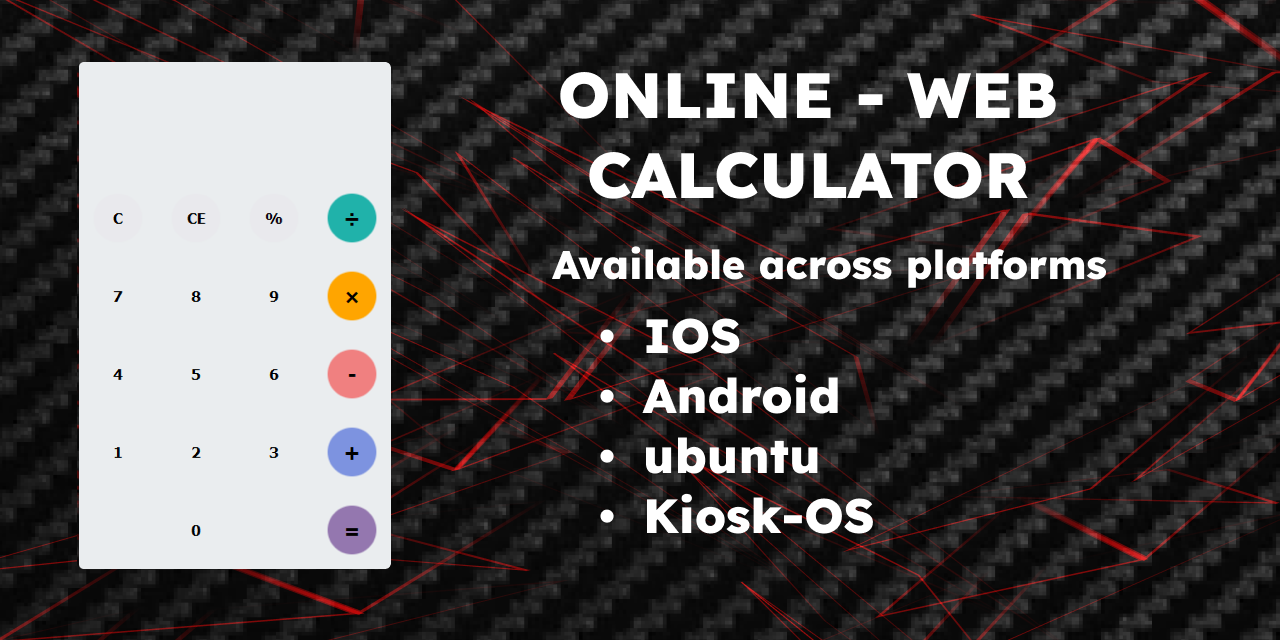 C CE % ÷
7 8 9 ×
4 5 6 -
1 2 3 +
0 =
ONLINE - WEB
CALCULATOR
Available across platforms
• IOS
• Android
• ubuntu
• Kiosk-OS